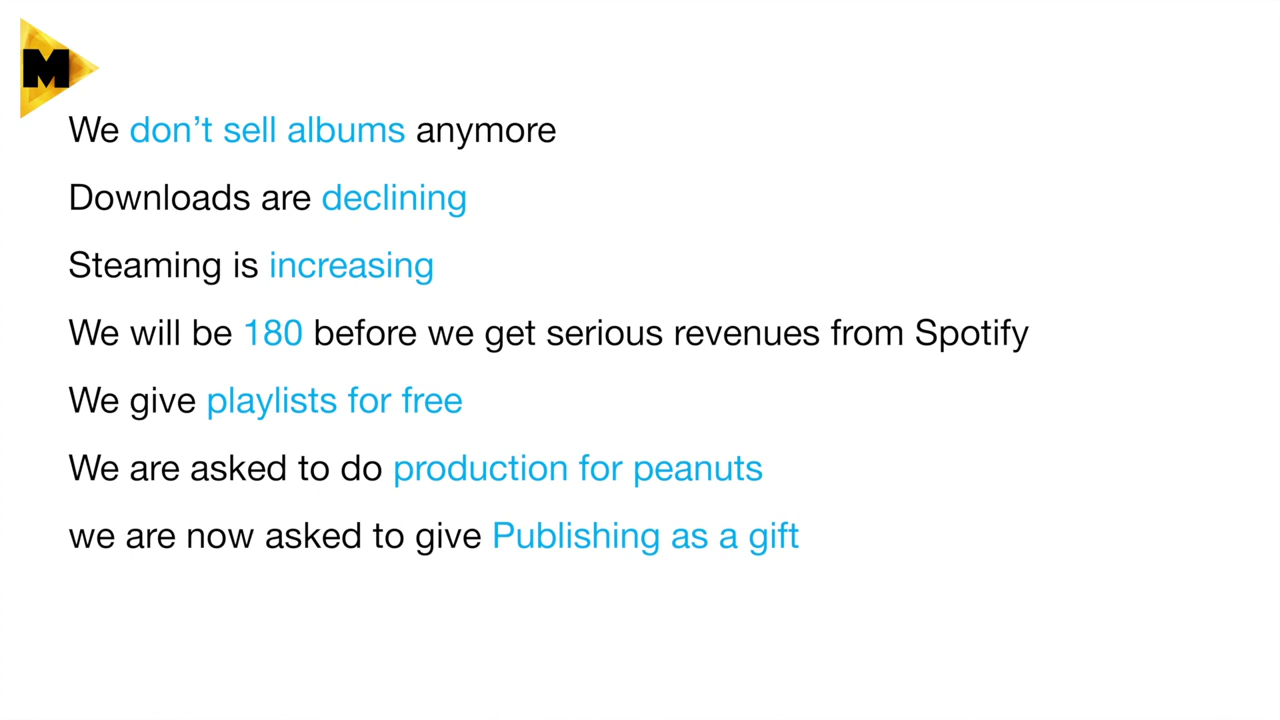 M
We don't sell albums anymore
Downloads are declining
Steaming is increasing
We will be 180 before we get serious revenues from Spotify
We give playlists for free
We are asked to do production for peanuts
we are now asked to give Publishing as a gift